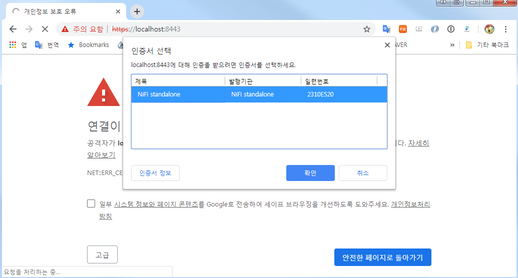 개인정보 보호 오류
주의 요함 https://localhost:8443
앱 번역 Bookmarks
기타 북마크
인증서 선택
localhost:8443에 대해 인증을 받으려면 인증서를 선택하세요.
제목 발행기관 일련번호
NiFi standalone NiFi standalone 2310E520
인증서 정보 확인 취소
연결이
공격자가 자세히
알아보기
NET::ERR_CE
일부 시스템 정보와 페이지 콘텐츠를 Google로 전송하여 세이프 브라우징을 개선하도록 도와주세요. 개인정보처리
방침
고급 안전한 페이지로 돌아가기
요청을 처리하는 중...